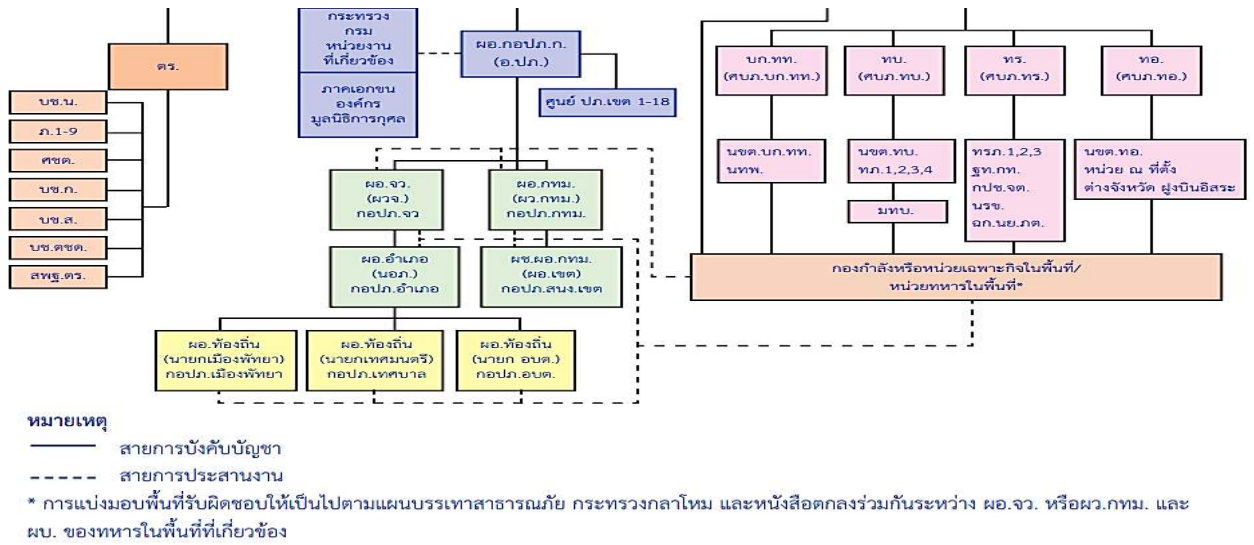 ตร.
บช.น.
ภ.1-9
ศชต.
บช.ก.
บช.ส.
บช.ตชด.
สพฐ.ตร.
กระทรวง
กรม
หน่วยงาน
ที่เกี่ยวข้อง
ภาคเอกชน
องค์กร
มูลนิธิการกุศล
ผอ.กอปภ.ก.
(อ.ปภ.)
ศูนย์ ปภ.เขต 1-18
ผอ.จว.
(ผวจ.)
กอปภ.จว
ผอ.กทม.
(ผว.กทม.)
กอปภ.กทม.
ผอ.อำเภอ
(นอภ.)
กอปภ.อำเภอ
ผช.ผอ.กทม.
(ผอ.เขต)
กอปภ.สนง.เขต
ผอ.ท้องถิ่น
(นายกเมืองพัทยา)
กอปภ.เมืองพัทยา
ผอ.ท้องถิ่น
(นายกเทศมนตรี)
กอปภ.เทศบาล
ผอ.ท้องถิ่น
(นายก อบต.)
กอปภ.อบต.
บก.ทท.
(ศบภ.บก.ทท.)
ทบ.
(ศบภ.ทบ.)
ทร.
(ศบภ.ทร.)
ทอ.
(ศบภ.ทอ.)
นขต.บก.ทท.
นทพ.
นขต.ทบ.
ทภ.1,2,3,4
มทบ.
ทรภ.1,2,3
ฐท.กท.
กปช.จต.
นรข.
ฉก.นย.ภต.
นขต.ทอ.
หน่วย ณ ที่ตั้ง
ต่างจังหวัด ฝูงบินอิสระ
กองกำลังหรือหน่วยเฉพาะกิจในพื้นที่/
หน่วยทหารในพื้นที่*
หมายเหตุ
สายการบังคับบัญชา
สายการประสานงาน
* การแบ่งมอบพื้นที่รับผิดชอบให้เป็นไปตามแผนบรรเทาสาธารณภัย กระทรวงกลาโหม และหนังสือตกลงร่วมกันระหว่าง ผอ.จว. หรือผว.กทม. และ
ผบ. ของทหารในพื้นที่ที่เกี่ยวข้อง